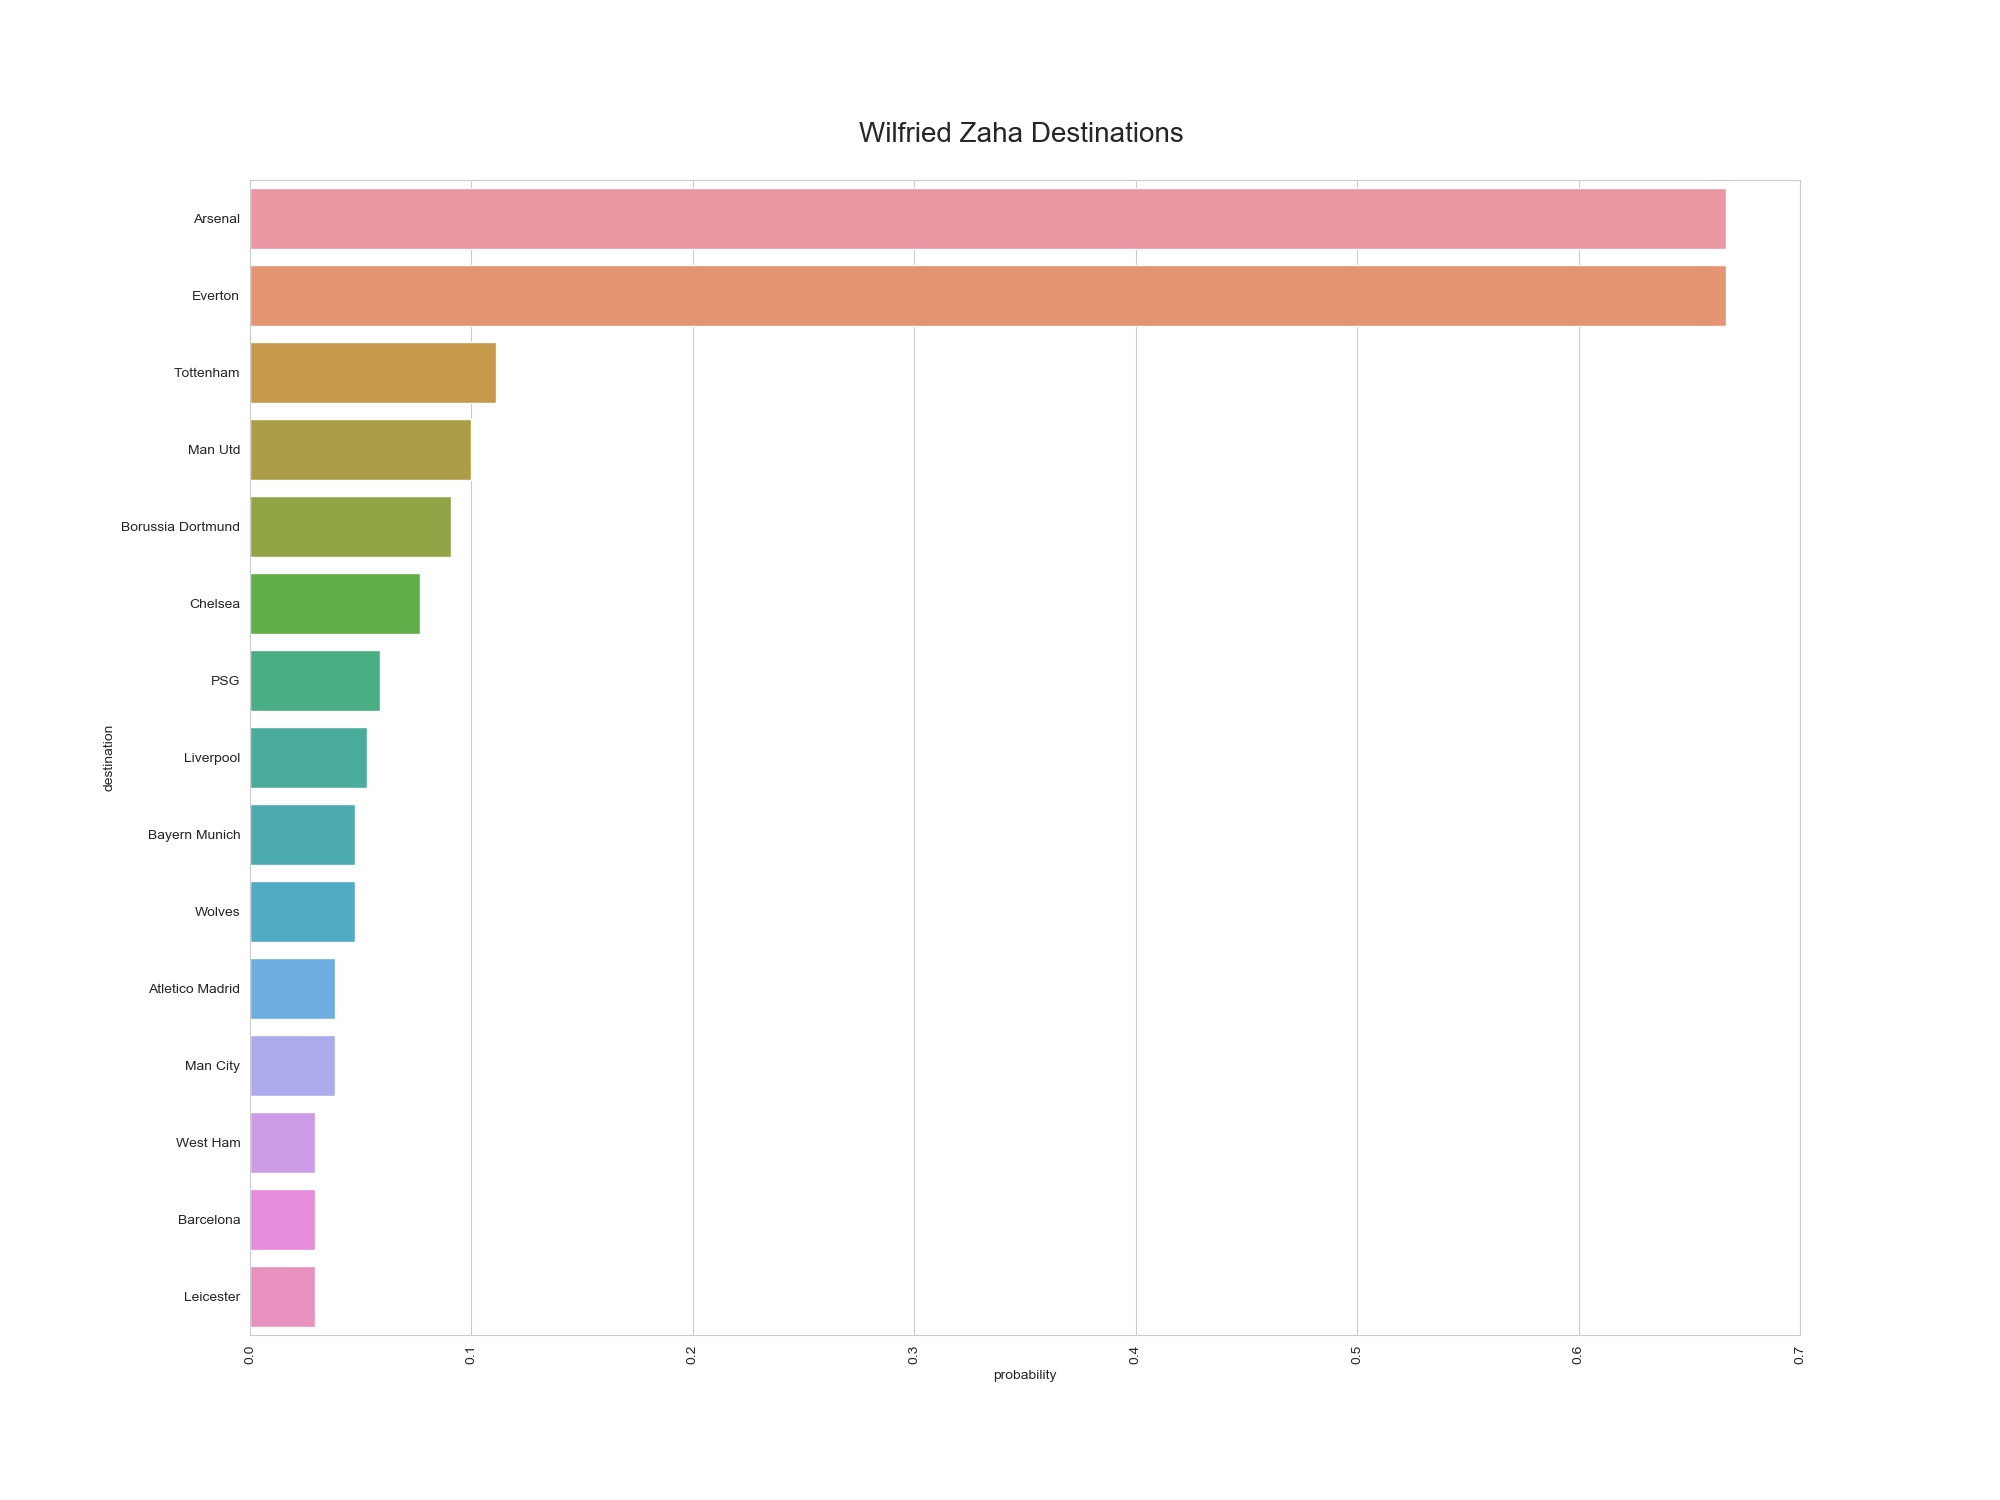 Wilfried Zaha Destinations
Arsenal
Everton
Tottenham
Man Utd
Borussia Dortmund
Chelsea
PSG
Liverpool
destination
Bayern Munich
Wolves
Atletico Madrid
Man City
West Ham
Barcelona
Leicester
0.0 0.1 0.2 0.3 0.4 0.5 0.6 0.7
probability